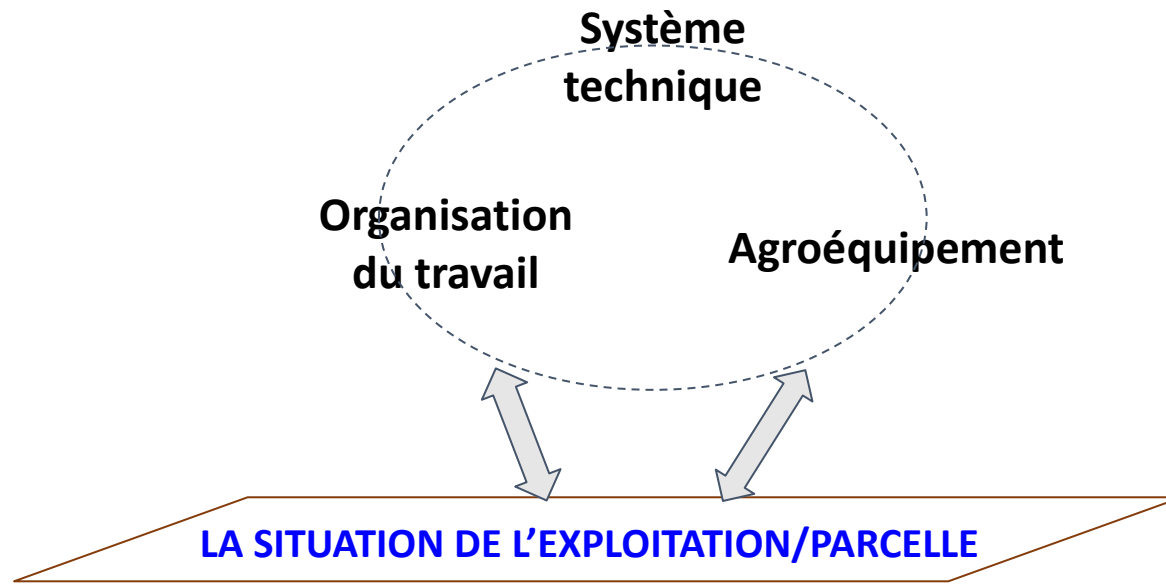 Système
technique
Organisation
du travail
Agroéquipement
LA SITUATION DE L’EXPLOITATION/PARCELLE